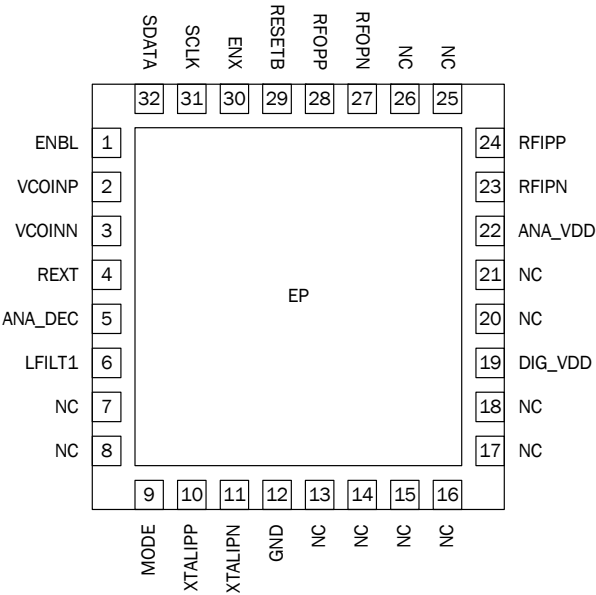 SDATA SCLK ENX RESETB RFOPP RFOPN NC NC
32 31 30 29 28 27 26 25
ENBL 1 24 RFIPP
VCOINP 2 23 RFIPN
VCOINN 3 22 ANA_VDD
REXT 4 21 NC
EP
ANA_DEC 5 20 NC
LFILT1 6 19 DIG_VDD
NC 7 18 NC
NC 8 17 NC
9 10 11 12 13 14 15 16
MODE XTALIPP XTALIPN GND NC NC NC NC